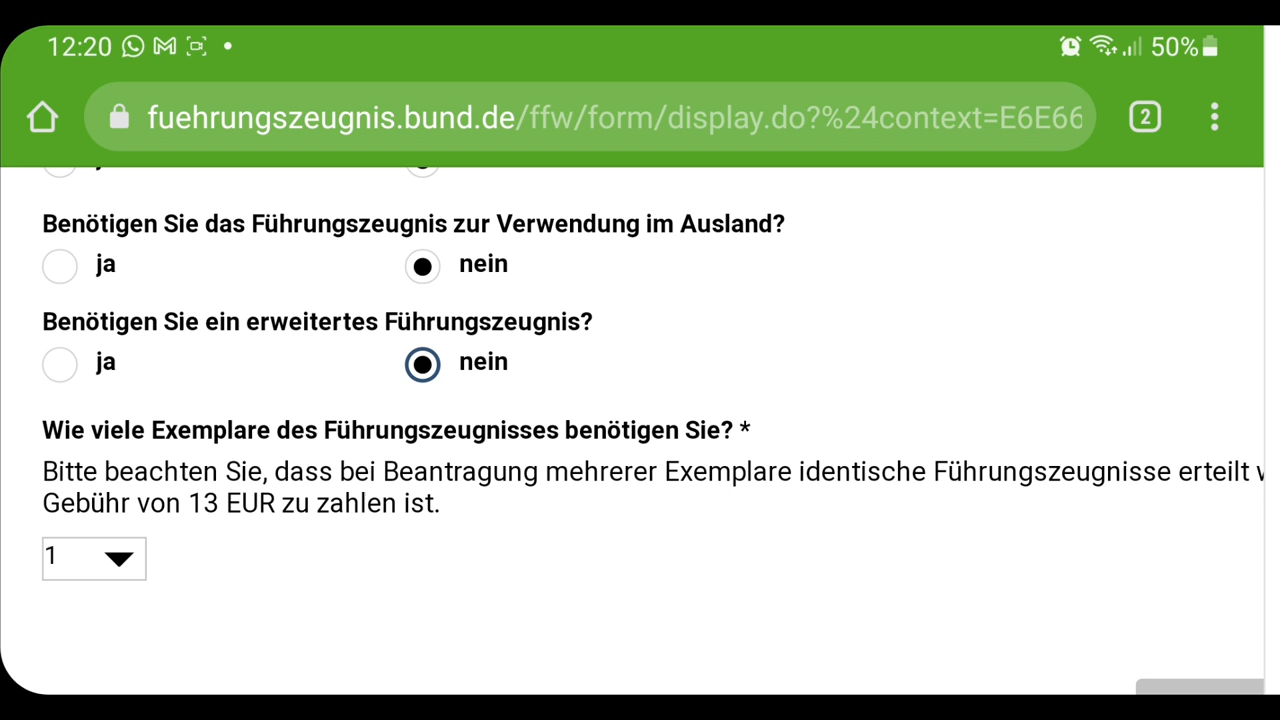 12:20
50%
fuehrungszeugnis.bund.de/ffw/form/display.do?%24context=E6E66
2
Benötigen Sie das Führungszeugnis zur Verwendung im Ausland?
ja nein
Benötigen Sie ein erweitertes Führungszeugnis?
ja nein
Wie viele Exemplare des Führungszeugnisses benötigen Sie? *
Bitte beachten Sie, dass bei Beantragung mehrerer Exemplare identische Führungszeugnisse erteilt
Gebühr von 13 EUR zu zahlen ist.
1